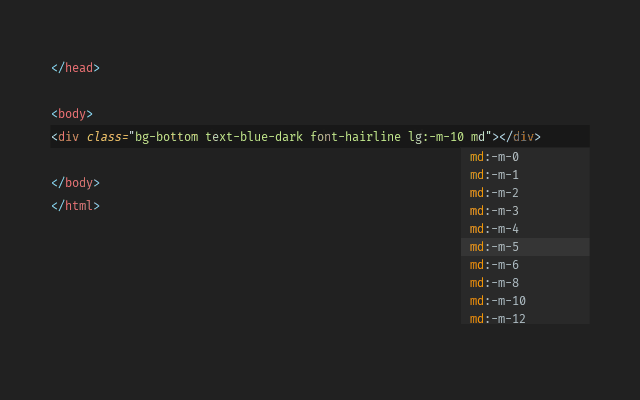 </head>
<body>
<div class="bg-bottom text-blue-dark font-hairline lg:-m-10 md"></div>
</body>
</html>
md:-m-0
md:-m-1
md:-m-2
md:-m-3
md:-m-4
md:-m-5
md:-m-6
md:-m-8
md:-m-10
md:-m-12